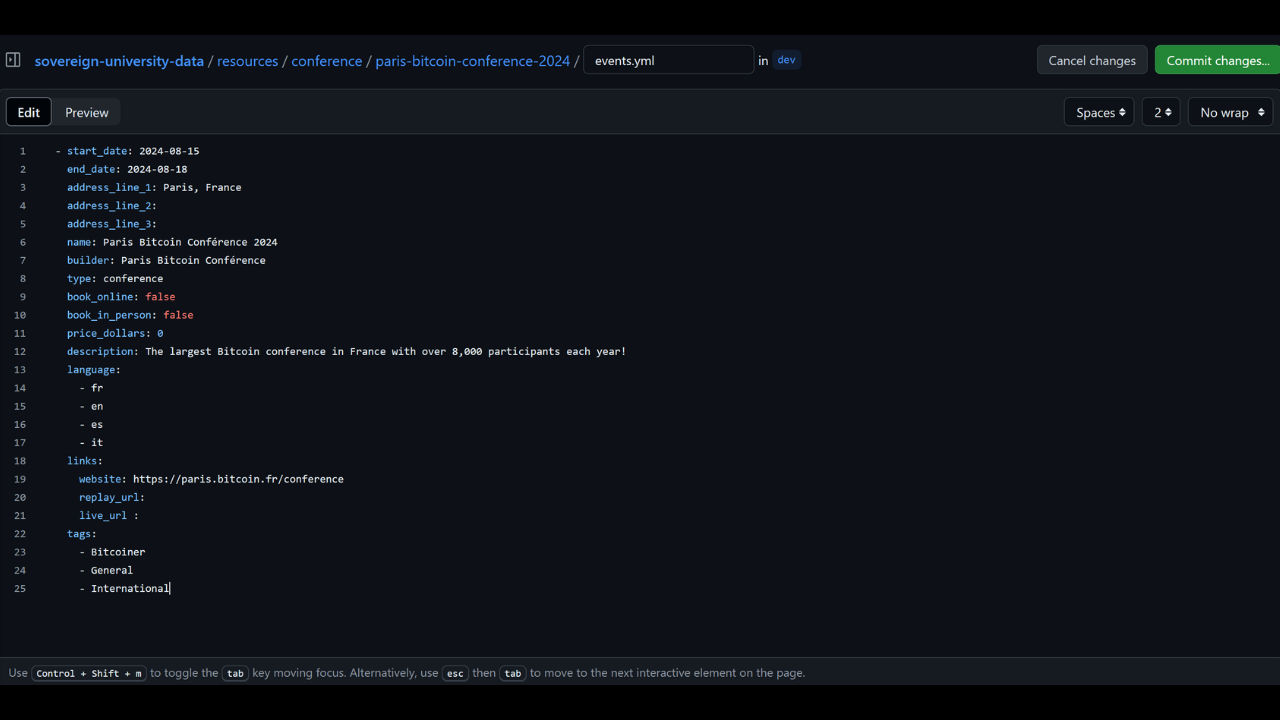 sovereign-university-data / resources / conference / paris-bitcoin-conference-2024 / events.yml in dev Cancel changes Commit changes...
Edit Preview Spaces 2 No wrap
1 - start_date: 2024-08-15
2 end_date: 2024-08-18
3 address_line_1: Paris, France
4 address_line_2:
5 address_line_3:
6 name: Paris Bitcoin Conférence 2024
7 builder: Paris Bitcoin Conférence
8 type: conference
9 book_online: false
10 book_in_person: false
11 price_dollars: 0
12 description: The largest Bitcoin conference in France with over 8,000 participants each year!
13 language:
14 - fr
15 - en
16 - es
17 - it
18 links:
19 website: https://paris.bitcoin.fr/conference
20 replay_url:
21 live_url :
22 tags:
23 - Bitcoiner
24 - General
25 - International
Use Control + Shift + m to toggle the tab key moving focus. Alternatively, use esc then tab to move to the next interactive element on the page.